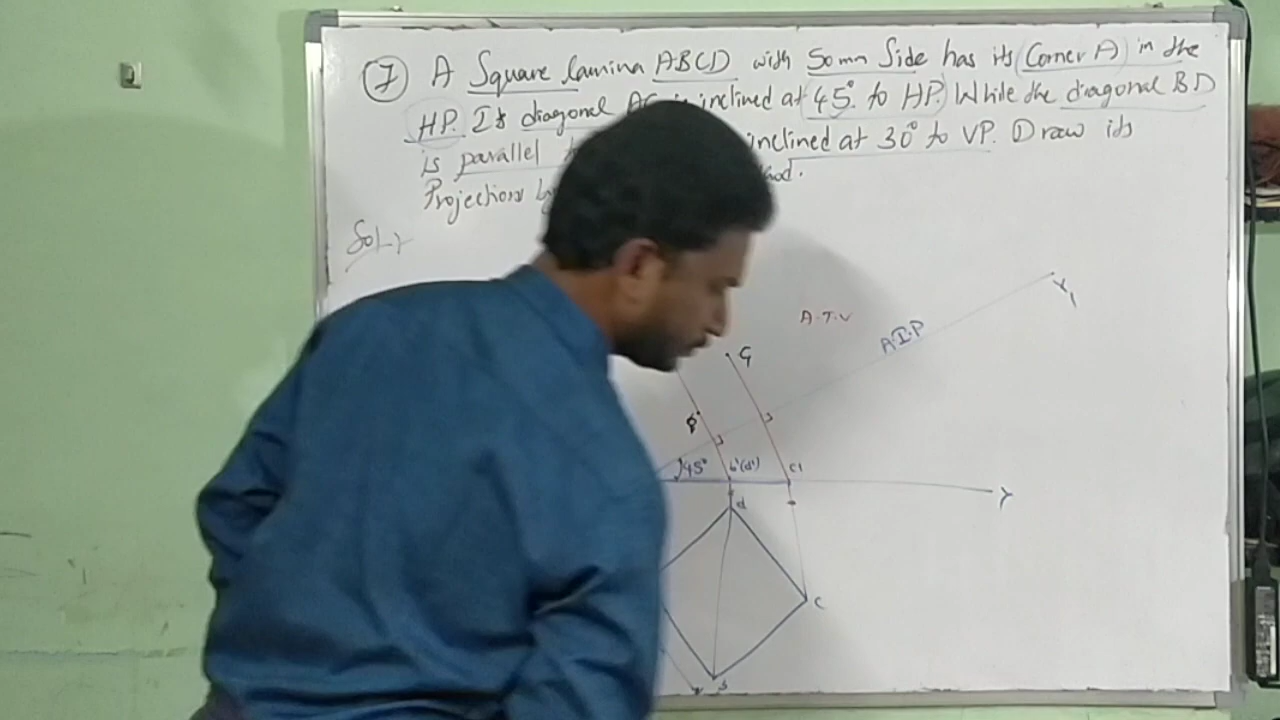 7 A Square lamina ABCD with 50mm Side has its Corner A in the
HP. Its diagonal AC is inclined at 45° to HP. While the diagonal BD
is parallel inclined at 30° to VP. Draw its
Projections by
Sol:-
Y1
A.T.V
A.I.P
C1
45° b'(d') c'
Y
d
C
B